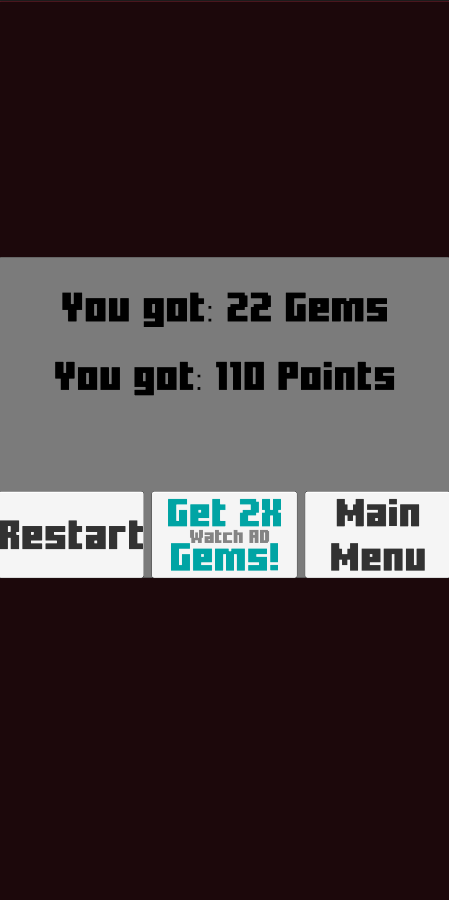 You got: 22 Gems
You got: 110 Points
Restart
Get 2X
Watch AD
Gems!
Main
Menu